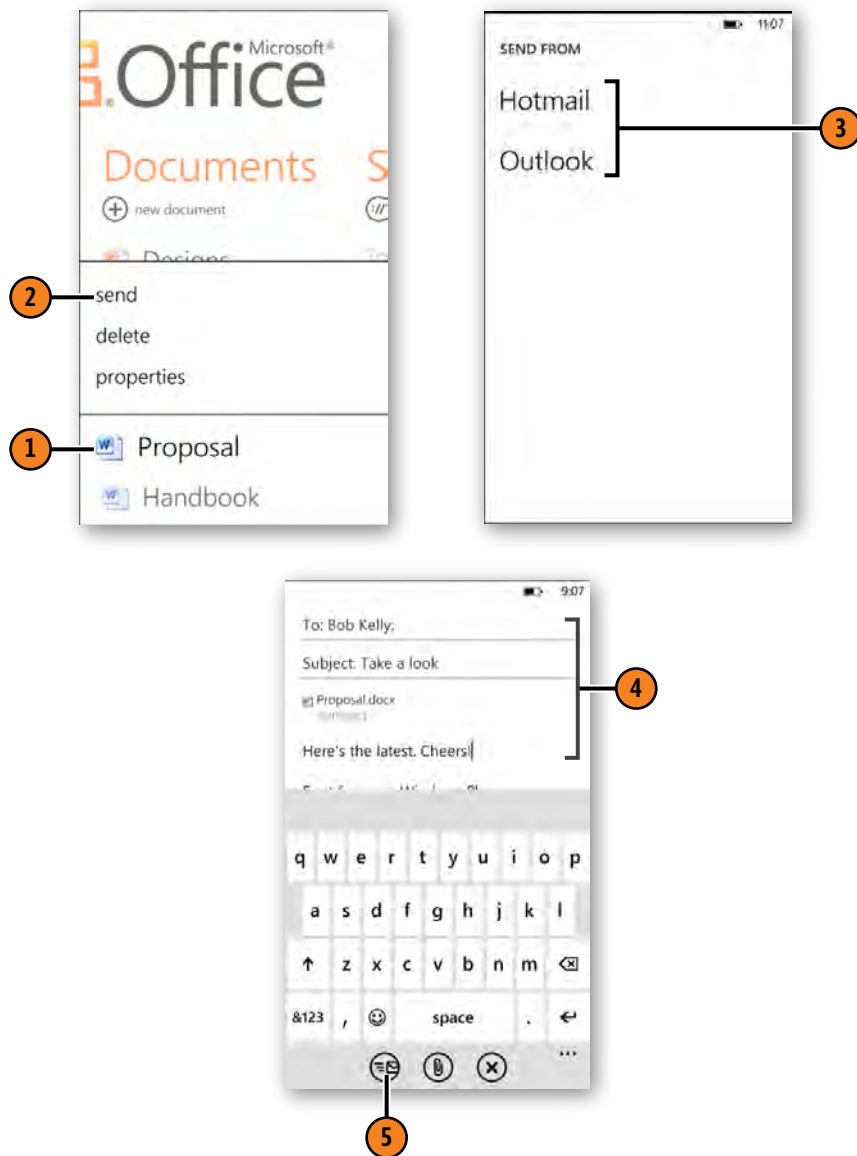 Microsoft®
Office
Documents S
new document
Designs
2
send
delete
properties
1
Proposal
Handbook
11:07
SEND FROM
Hotmail
3
Outlook
9:07
To: Bob Kelly;
Subject: Take a look
4
Proposal.docx
Here's the latest. Cheers!
q w e r t y u i o p
a s d f g h j k l
z x c v b n m
&123 , space .
...
5